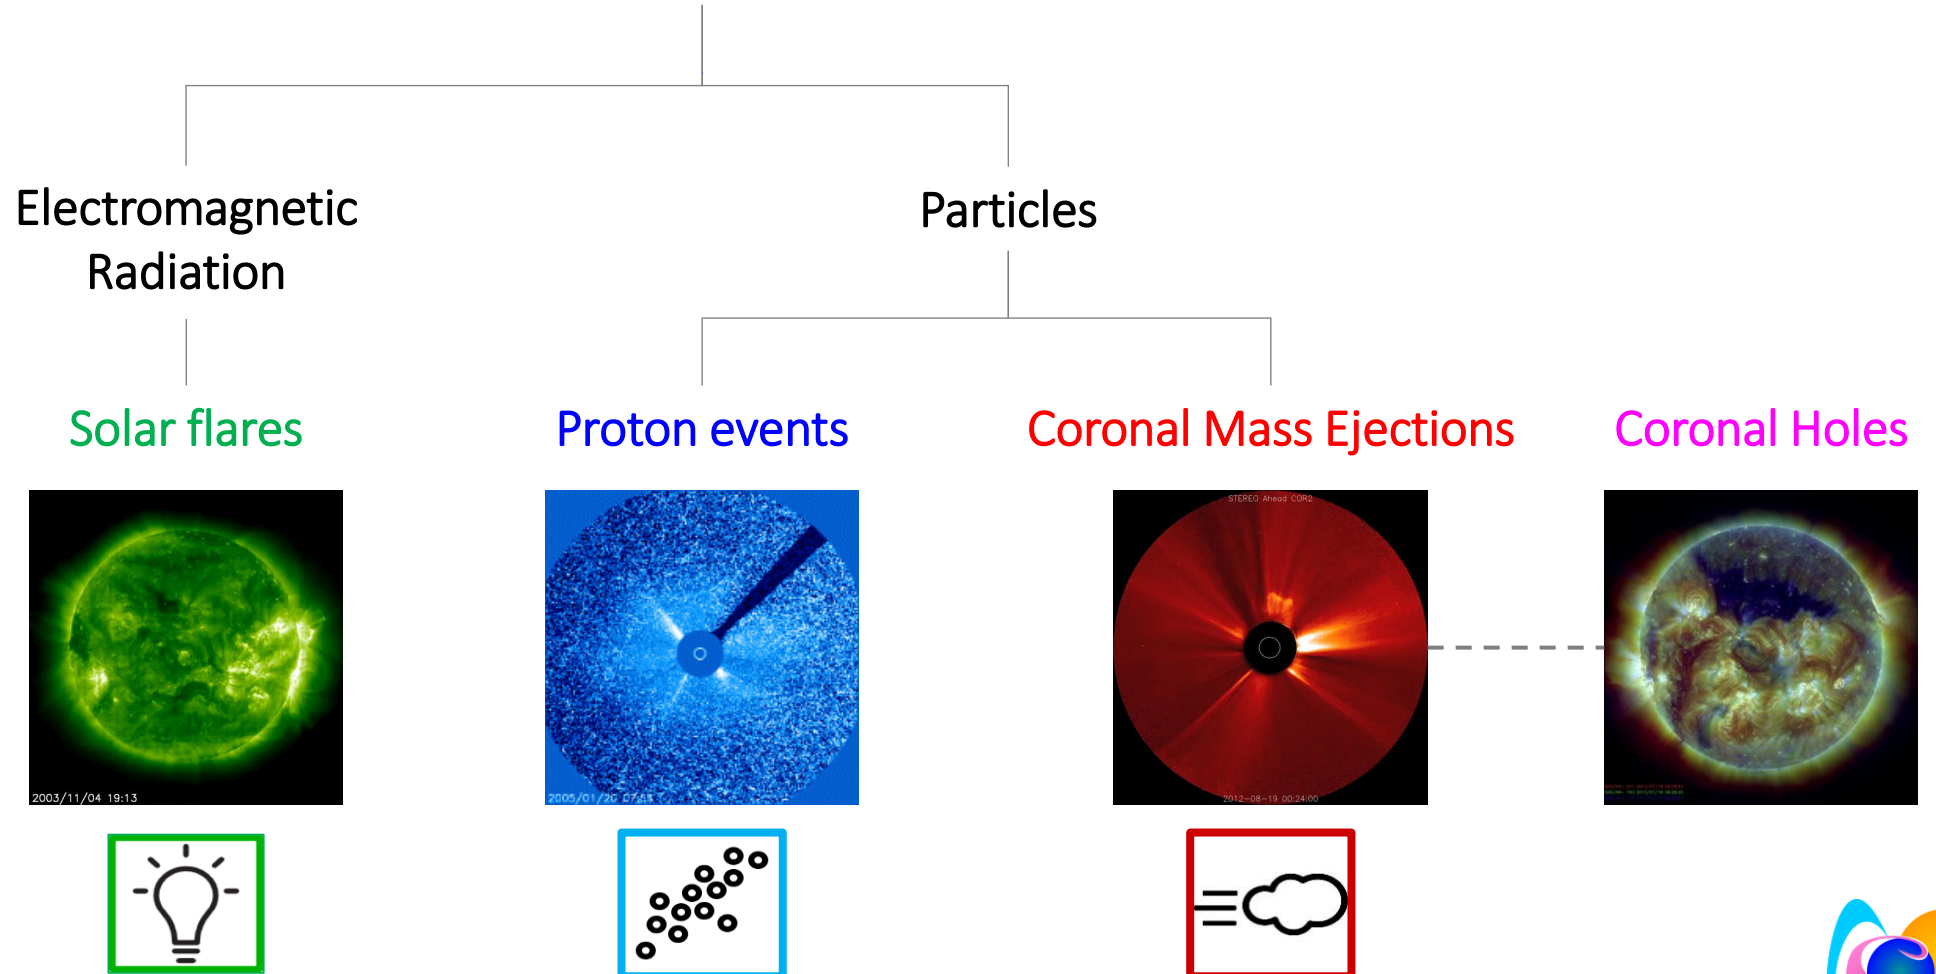 Electromagnetic
Radiation
Particles
Solar flares
Proton events
Coronal Mass Ejections
Coronal Holes
2003/11/04 19:13
STEREO Ahead COR2
2012-08-19 00:24:00